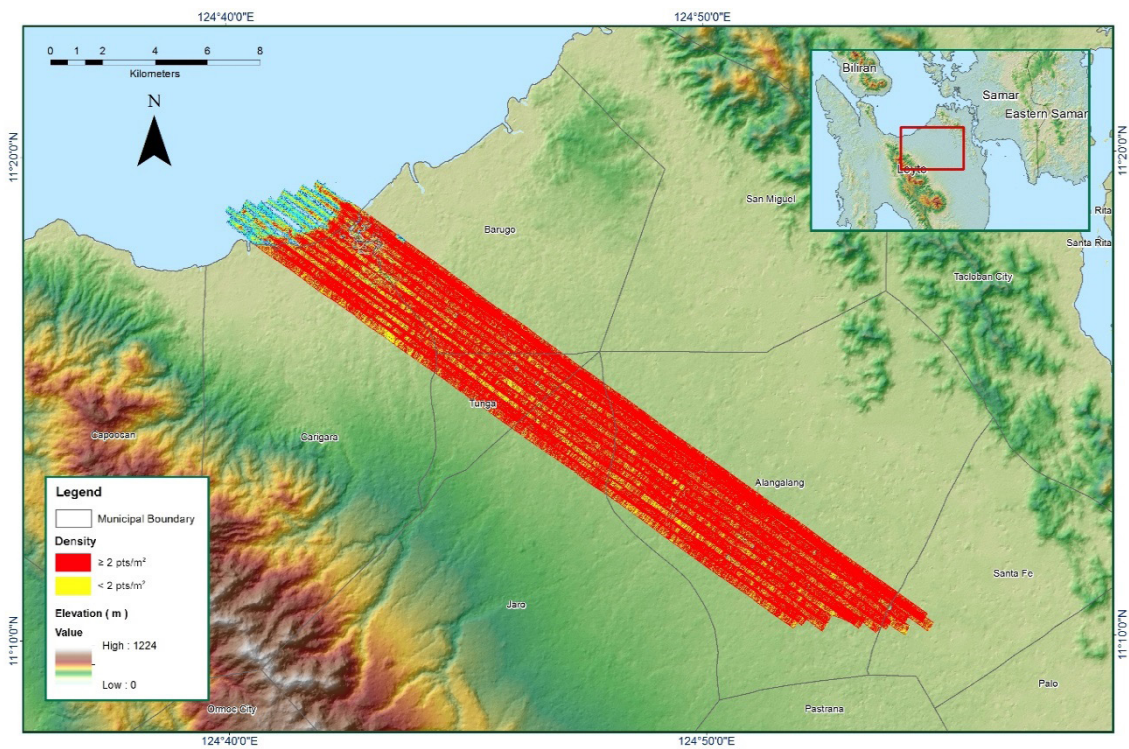 124°40'0"E
124°50'0"E
0 1 2 4 6 8
Kilometers
N
Biliran
Samar
Eastern Samar
Leyte
11°20'0"N
11°20'0"N
San Miguel
Barugo
Santa Rita
Tacloban City
Tunga
Capoocan
Carigara
Alangalang
Legend
Municipal Boundary
Density
≥ 2 pts/m²
< 2 pts/m²
Elevation ( m )
Value
High : 1224
Low : 0
Santa Fe
Jaro
11°10'0"N
11°10'0"N
Palo
Ormoc City
Pastrana
124°40'0"E
124°50'0"E